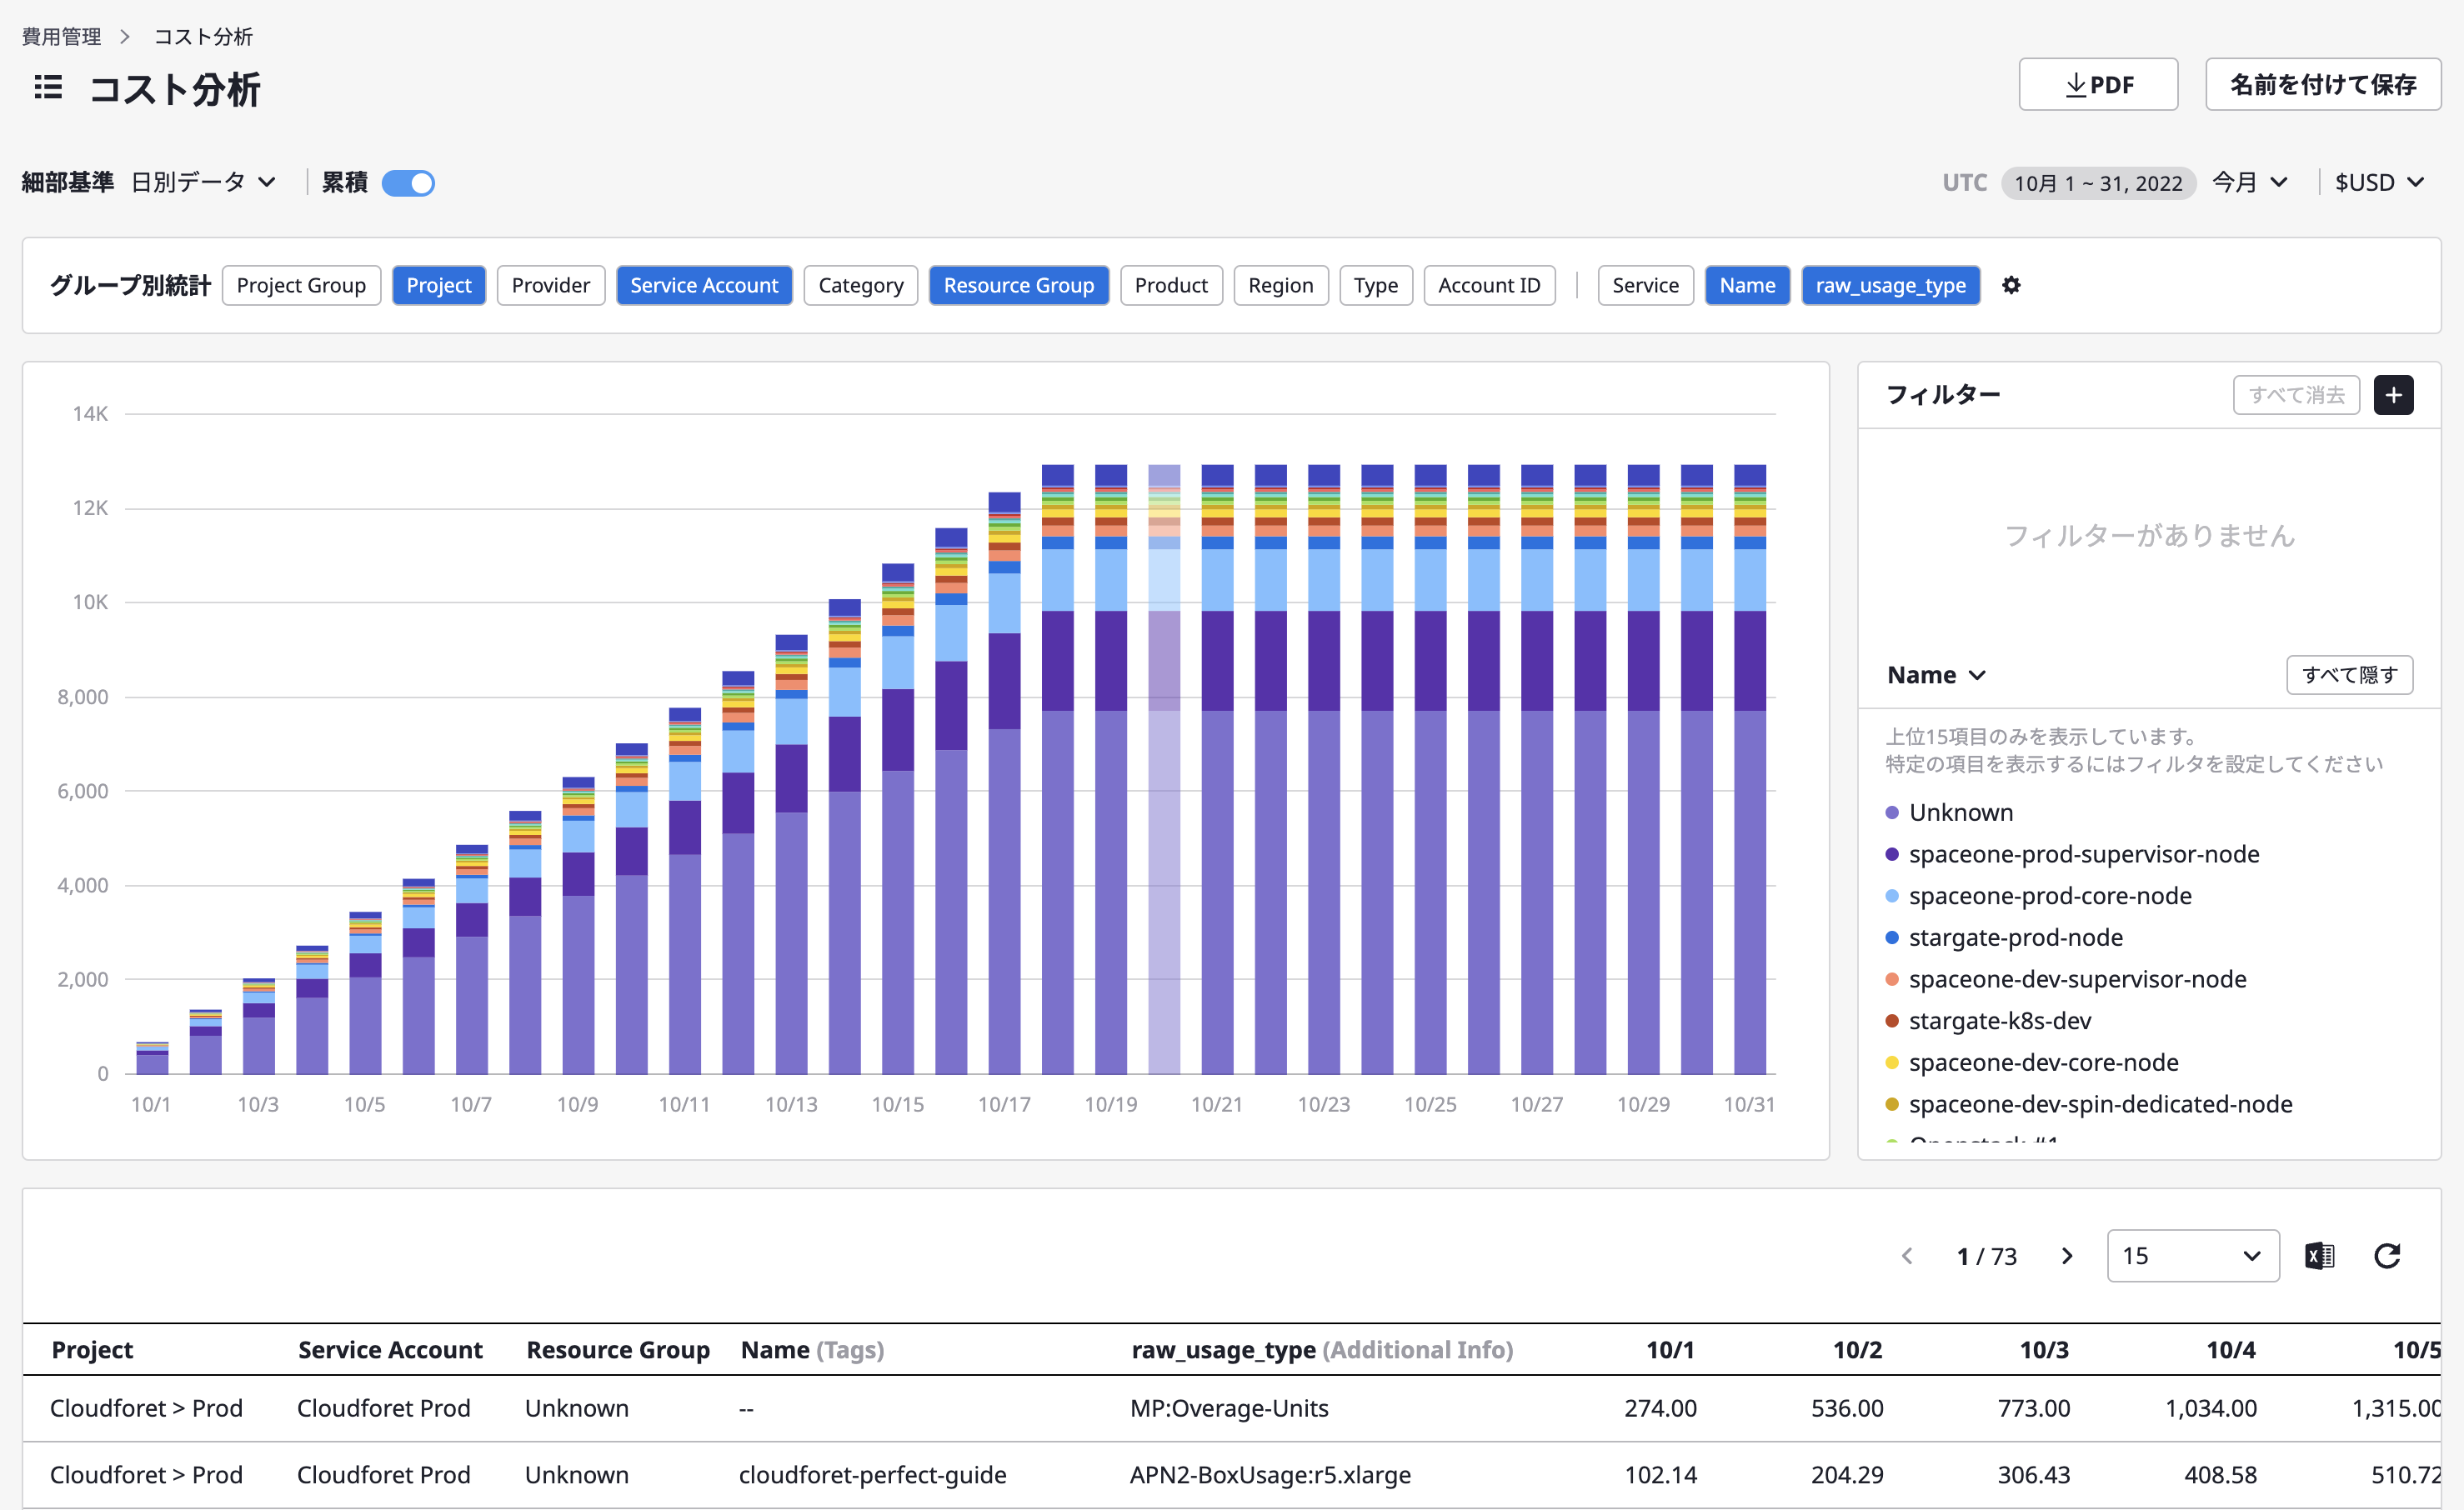 費用管理 > コスト分析
コスト分析
PDF
名前を付けて保存
細部基準 日別データ
累積
UTC 10月 1 ~ 31, 2022 今月 $USD
グループ別統計 Project Group Project Provider Service Account Category Resource Group Product Region Type Account ID Service Name raw_usage_type
14K
12K
10K
8,000
6,000
4,000
2,000
0
10/1 10/3 10/5 10/7 10/9 10/11 10/13 10/15 10/17 10/19 10/21 10/23 10/25 10/27 10/29 10/31
フィルター すべて消去 +
フィルターがありません
Name すべて隠す
上位15項目のみを表示しています。
特定の項目を表示するにはフィルタを設定してください
Unknown
spaceone-prod-supervisor-node
spaceone-prod-core-node
stargate-prod-node
spaceone-dev-supervisor-node
stargate-k8s-dev
spaceone-dev-core-node
spaceone-dev-spin-dedicated-node
Openstack #1
1 / 73 15
Project Service Account Resource Group Name (Tags) raw_usage_type (Additional Info) 10/1 10/2 10/3 10/4 10/5
Cloudforet > Prod Cloudforet Prod Unknown -- MP:Overage-Units 274.00 536.00 773.00 1,034.00 1,315.00
Cloudforet > Prod Cloudforet Prod Unknown cloudforet-perfect-guide APN2-BoxUsage:r5.xlarge 102.14 204.29 306.43 408.58 510.72